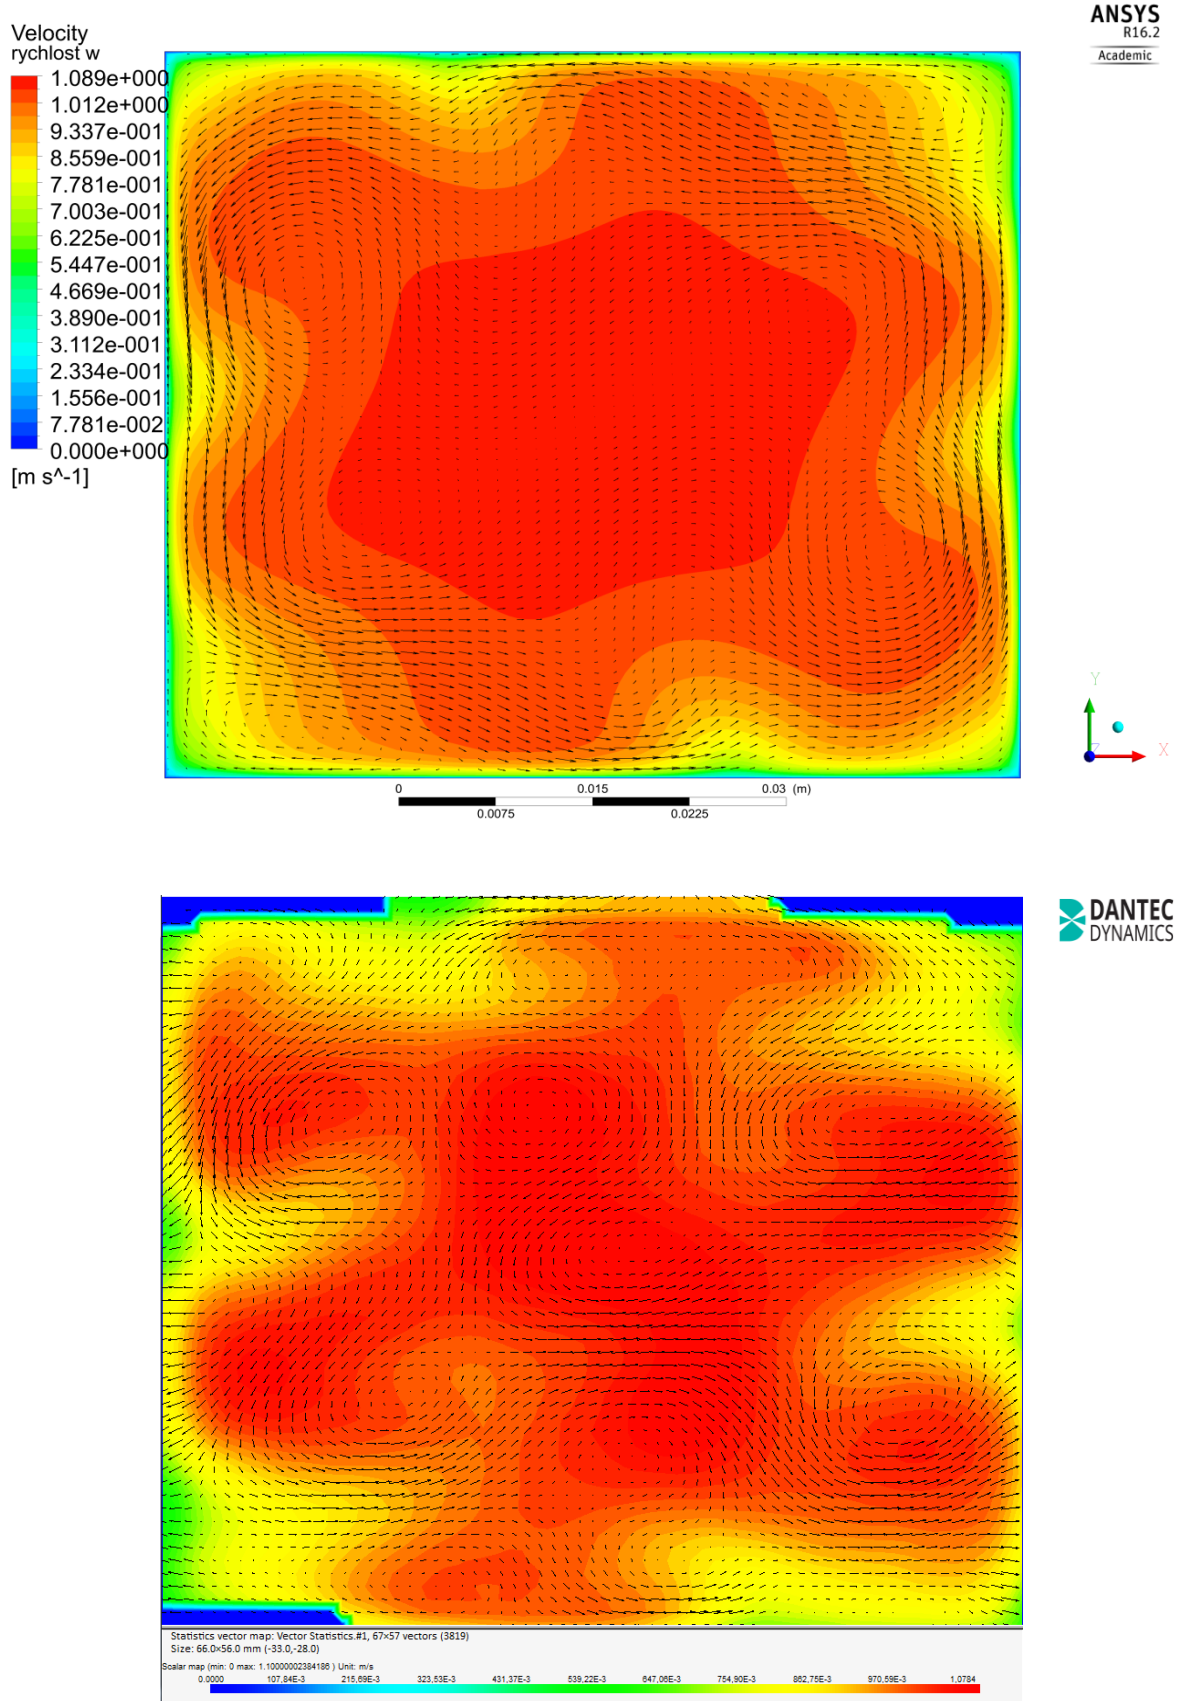 ANSYS
R16.2
Academic
Velocity
rychlost w
1.089e+000
1.012e+000
9.337e-001
8.559e-001
7.781e-001
7.003e-001
6.225e-001
5.447e-001
4.669e-001
3.890e-001
3.112e-001
2.334e-001
1.556e-001
7.781e-002
0.000e+000
[m s^-1]
Y
Z
X
0 0.015 0.03 (m)
0.0075 0.0225
DANTEC
DYNAMICS
Statistics vector map: Vector Statistics.#1, 67×57 vectors (3819)
Size: 66.0×56.0 mm (-33.0,-28.0)
Scalar map (min: 0 max: 1.10000002384186 ) Unit: m/s
0.0000 107,84E-3 215,69E-3 323,53E-3 431,37E-3 539,22E-3 647,06E-3 754,90E-3 862,75E-3 970,59E-3 1,0784